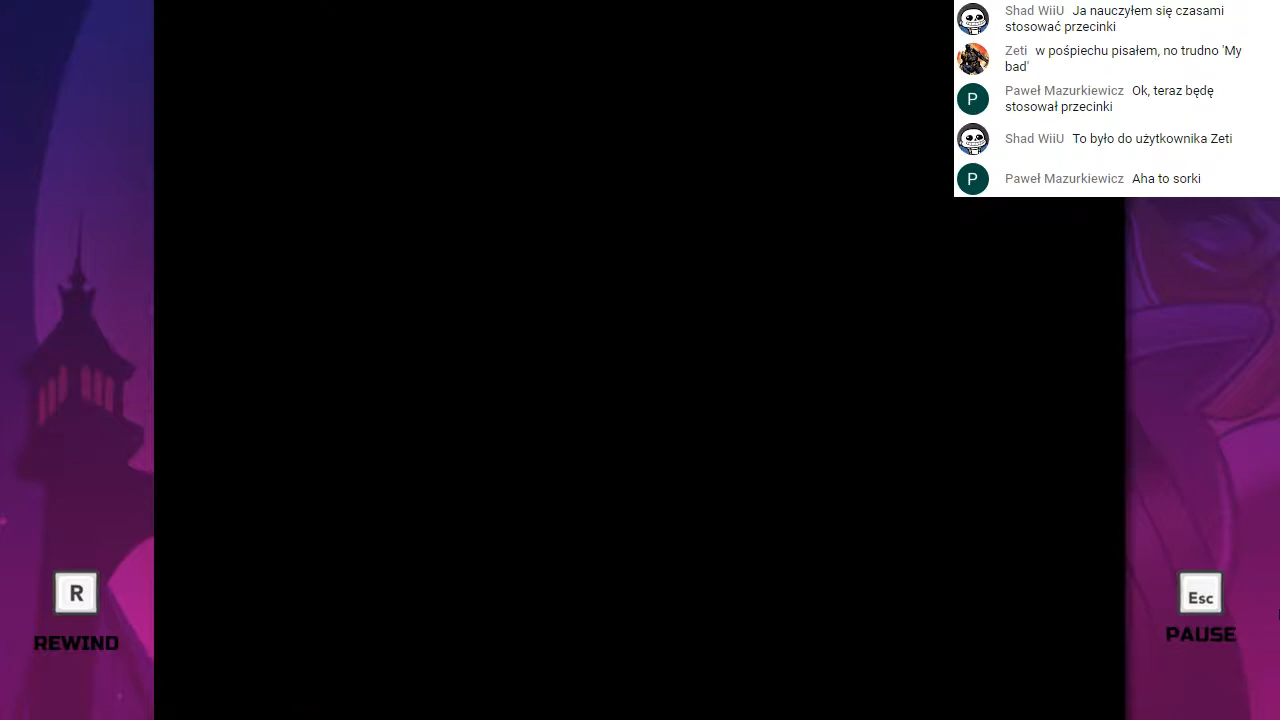 Shad WiiU Ja nauczyłem się czasami
stosować przecinki
Zeti w pośpiechu pisałem, no trudno 'My
bad'
P Paweł Mazurkiewicz Ok, teraz będę
stosował przecinki
Shad WiiU To było do użytkownika Zeti
P Paweł Mazurkiewicz Aha to sorki
R
REWIND
Esc
PAUSE